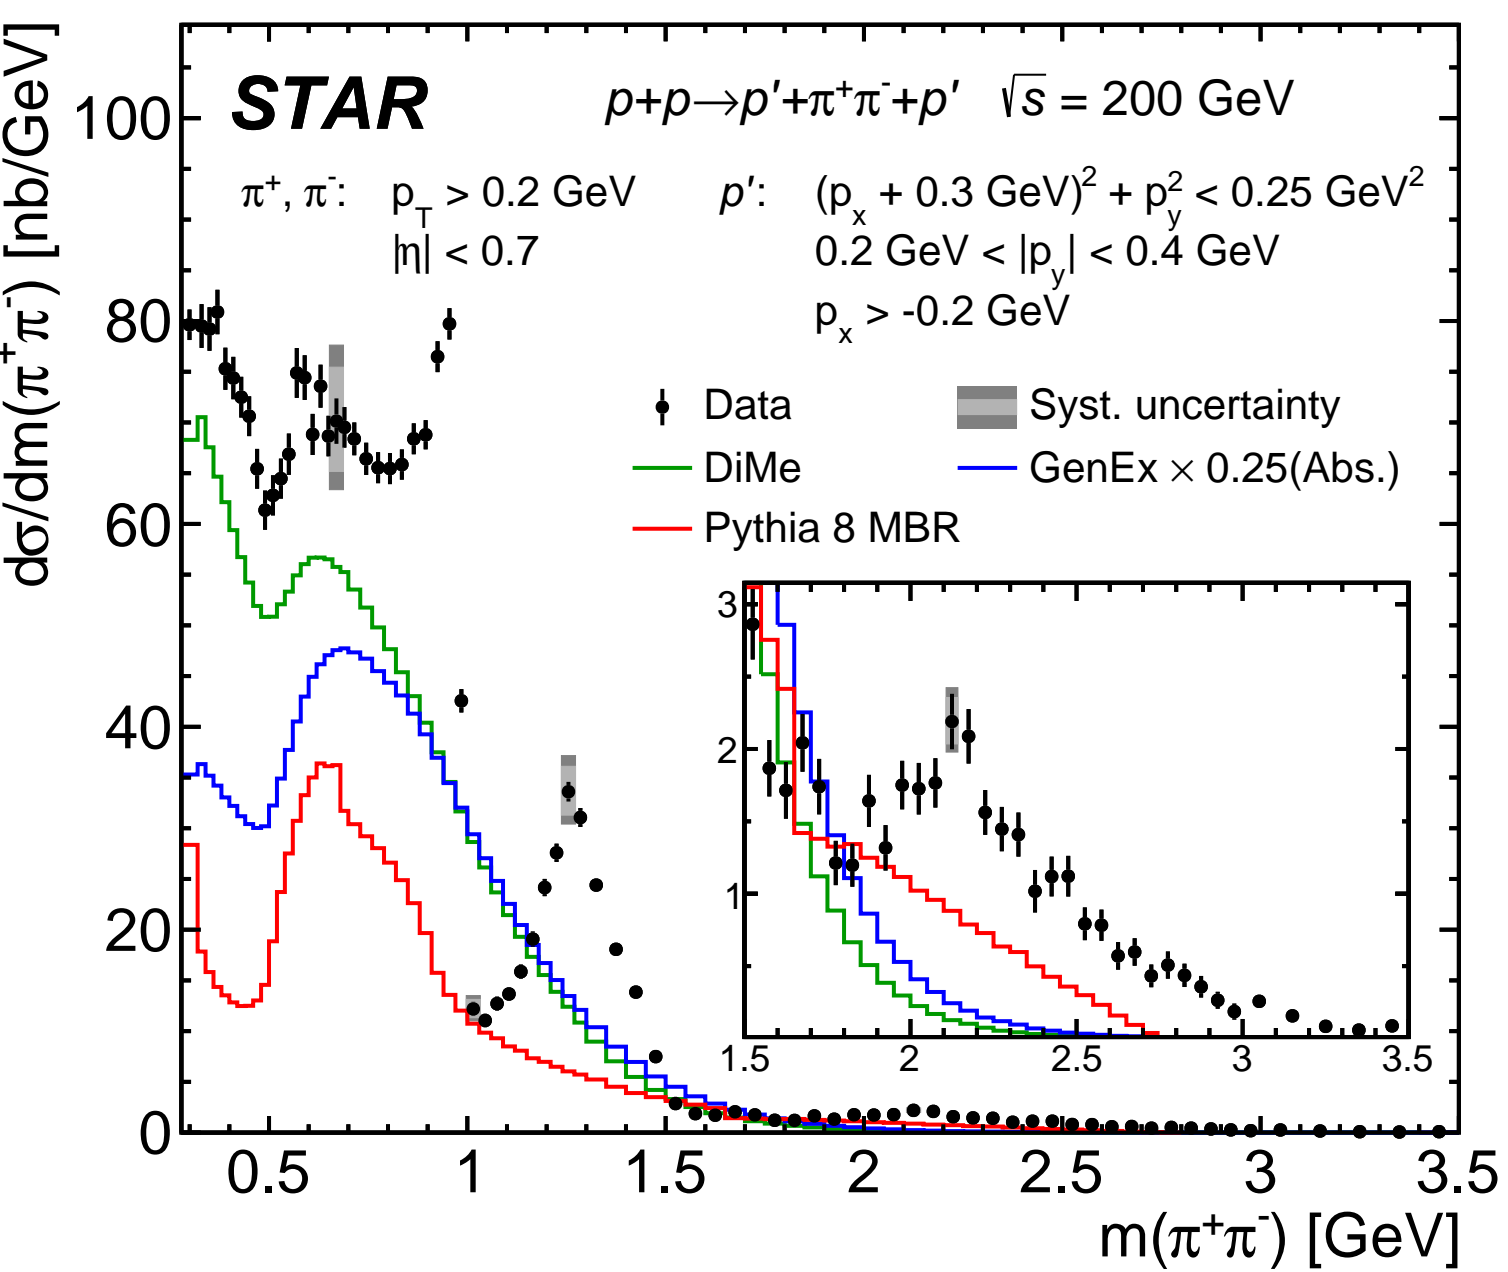 dσ/dm(π⁺π⁻) [nb/GeV]
STAR
p+p→p′+π⁺π⁻+p′ √s = 200 GeV
π⁺, π⁻: p_T > 0.2 GeV
|η| < 0.7
p′: (p_x + 0.3 GeV)² + p_y² < 0.25 GeV²
0.2 GeV < |p_y| < 0.4 GeV
p_x > -0.2 GeV
Data
Syst. uncertainty
DiMe
GenEx × 0.25(Abs.)
Pythia 8 MBR
100
80
60
40
20
0
3
2
1
1.5 2 2.5 3 3.5
0.5 1 1.5 2 2.5 3 3.5
m(π⁺π⁻) [GeV]